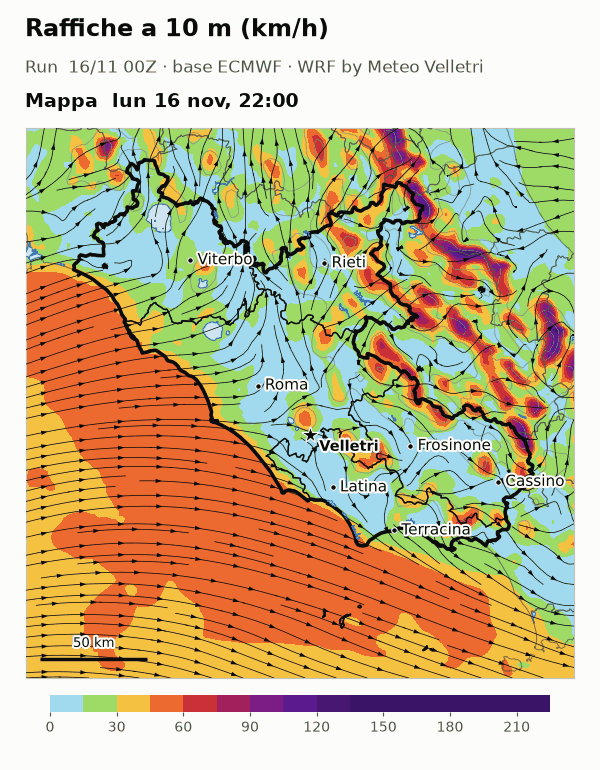 Raffiche a 10 m (km/h)
Run  16/11 00Z · base ECMWF · WRF by Meteo Velletri
Mappa  lun 16 nov, 22:00
Viterbo
Rieti
Roma
Velletri
Frosinone
Cassino
Latina
Terracina
50 km
0 30 60 90 120 150 180 210